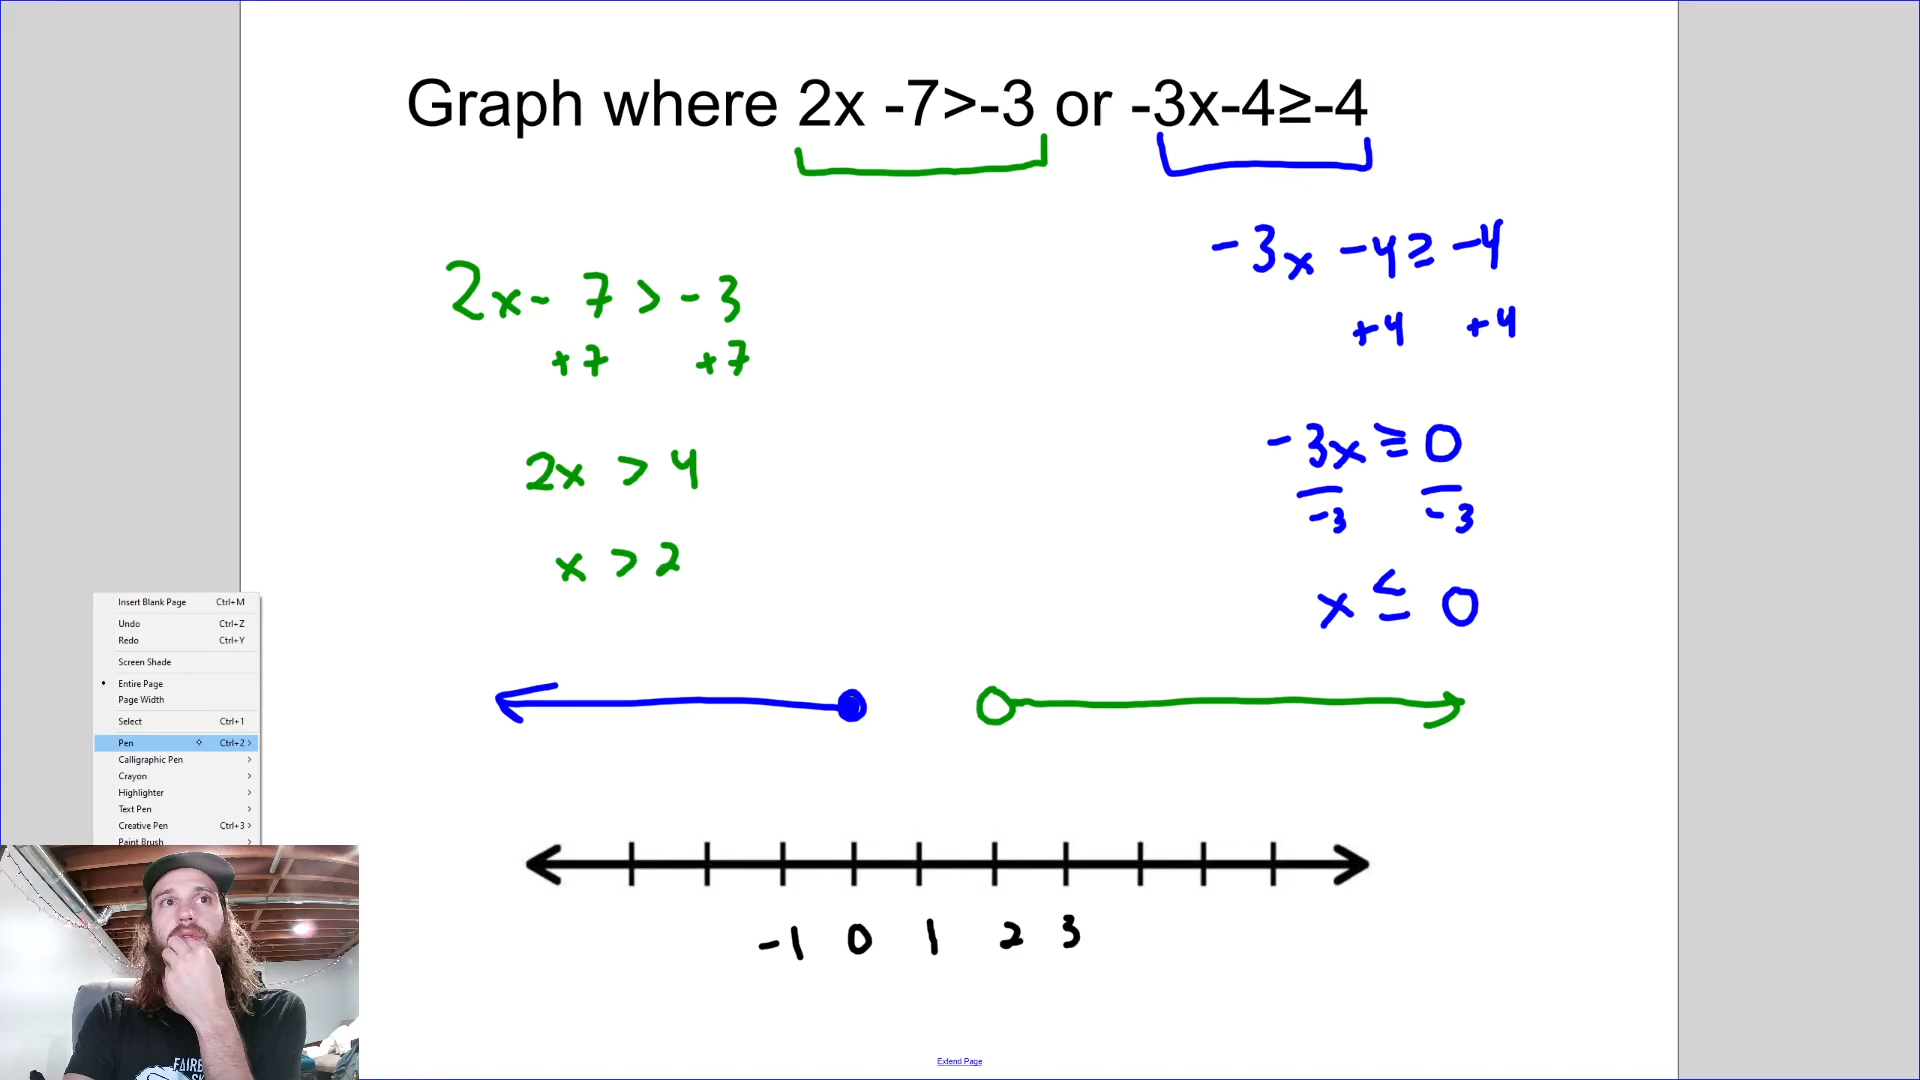 Graph where 2x -7>-3 or -3x-4≥-4
2x - 7 > -3
+7 +7
2x > 4
x > 2
-3x -4 ≥ -4
+4 +4
-3x ≥ 0
-3 -3
x ≤ 0
Insert Blank Page Ctrl+M
Undo Ctrl+Z
Redo Ctrl+Y
Screen Shade
Entire Page
Page Width
Select Ctrl+1
Pen Ctrl+2 >
Calligraphic Pen >
Crayon >
Highlighter >
Text Pen >
Creative Pen Ctrl+3 >
Paint Brush >
-1 0 1 2 3
Extend Page